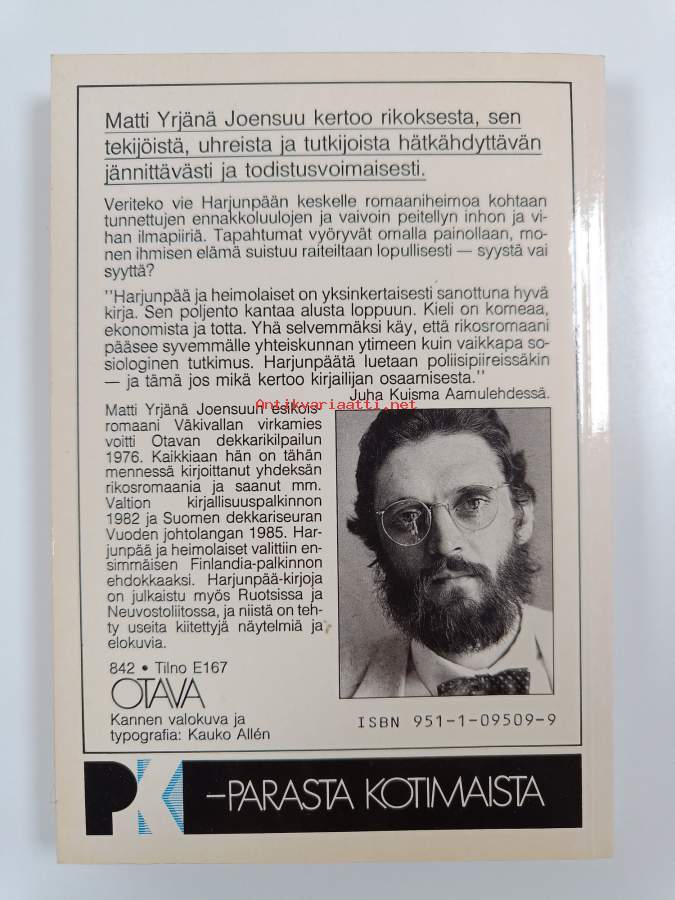 Matti Yrjänä Joensuu kertoo rikoksesta, sen
tekijöistä, uhreista ja tutkijoista hätkähdyttävän
jännittävästi ja todistusvoimaisesti.
Veriteko vie Harjunpään keskelle romaaniheimoa kohtaan
tunnettujen ennakkoluulojen ja vaivoin peitellyn inhon ja vi-
han ilmapiiriä. Tapahtumat vyöryvät omalla painollaan, mo-
nen ihmisen elämä suistuu raiteiltaan lopullisesti — syystä vai
syyttä?
"Harjunpää ja heimolaiset on yksinkertaisesti sanottuna hyvä
kirja. Sen poljento kantaa alusta loppuun. Kieli on komeaa,
ekonomista ja totta. Yhä selvemmäksi käy, että rikosromaani
pääsee syvemmälle yhteiskunnan ytimeen kuin vaikkapa so-
siologinen tutkimus. Harjunpäätä luetaan poliisipiireissäkin
— ja tämä jos mikä kertoo kirjailijan osaamisesta."
Juha Kuisma Aamulehdessä.
Antikvariaatti.net
Matti Yrjänä Joensuun esikois-
romaani Väkivallan virkamies
voitti Otavan dekkarikilpailun
1976. Kaikkiaan hän on tähän
mennessä kirjoittanut yhdeksän
rikosromaania ja saanut mm.
Valtion kirjallisuuspalkinnon
1982 ja Suomen dekkariseuran
Vuoden johtolangan 1985. Har-
junpää ja heimolaiset valittiin en-
simmäisen Finlandia-palkinnon
ehdokkaaksi. Harjunpää-kirjoja
on julkaistu myös Ruotsissa ja
Neuvostoliitossa, ja niistä on teh-
ty useita kiitettyjä näytelmiä ja
elokuvia.
842 • Tilno E167
OTAVA
Kannen valokuva ja
typografia: Kauko Allén
ISBN 951-1-09509-9
PK
–PARASTA KOTIMAISTA